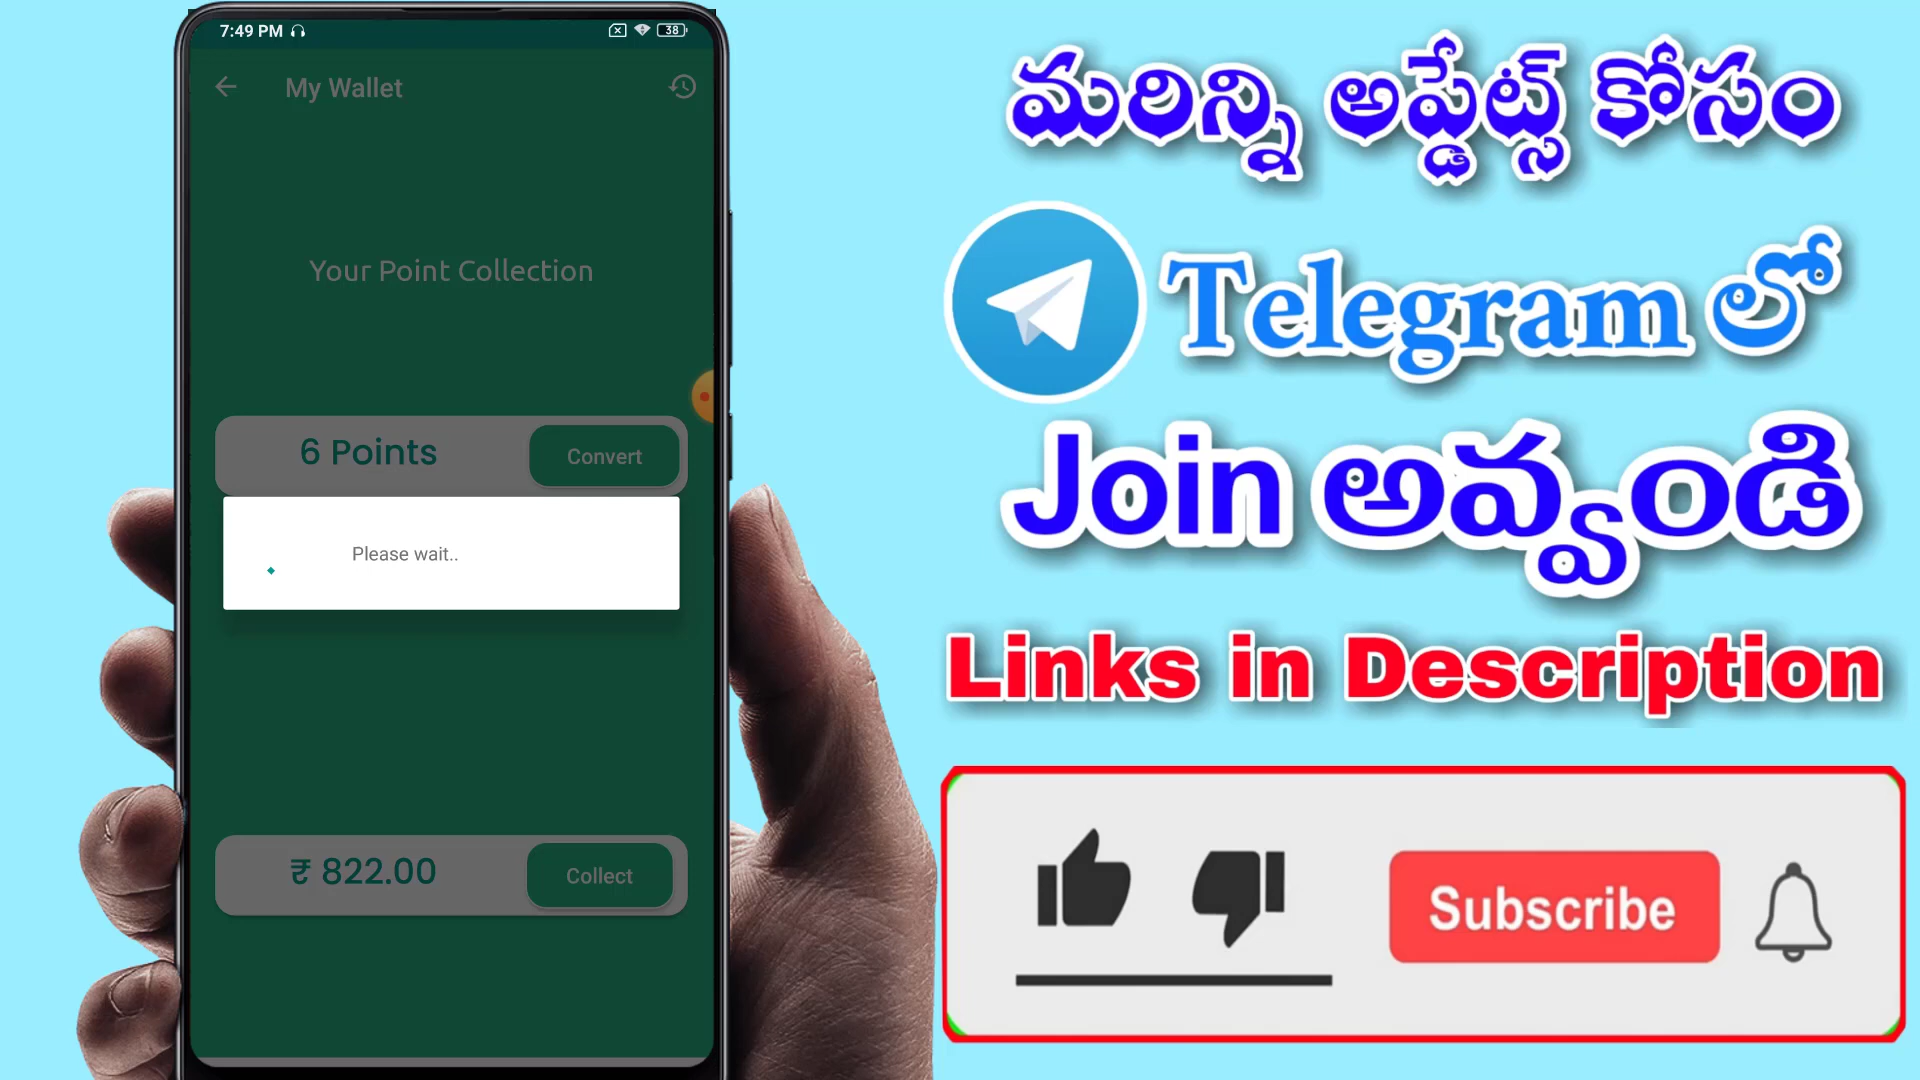 7:49 PM
38
My Wallet
Your Point Collection
6 Points
Convert
Please wait..
₹ 822.00
Collect
మరిన్ని అప్డేట్స్ కోసం
Telegram లో
Join అవ్వండి
Links in Description
Subscribe